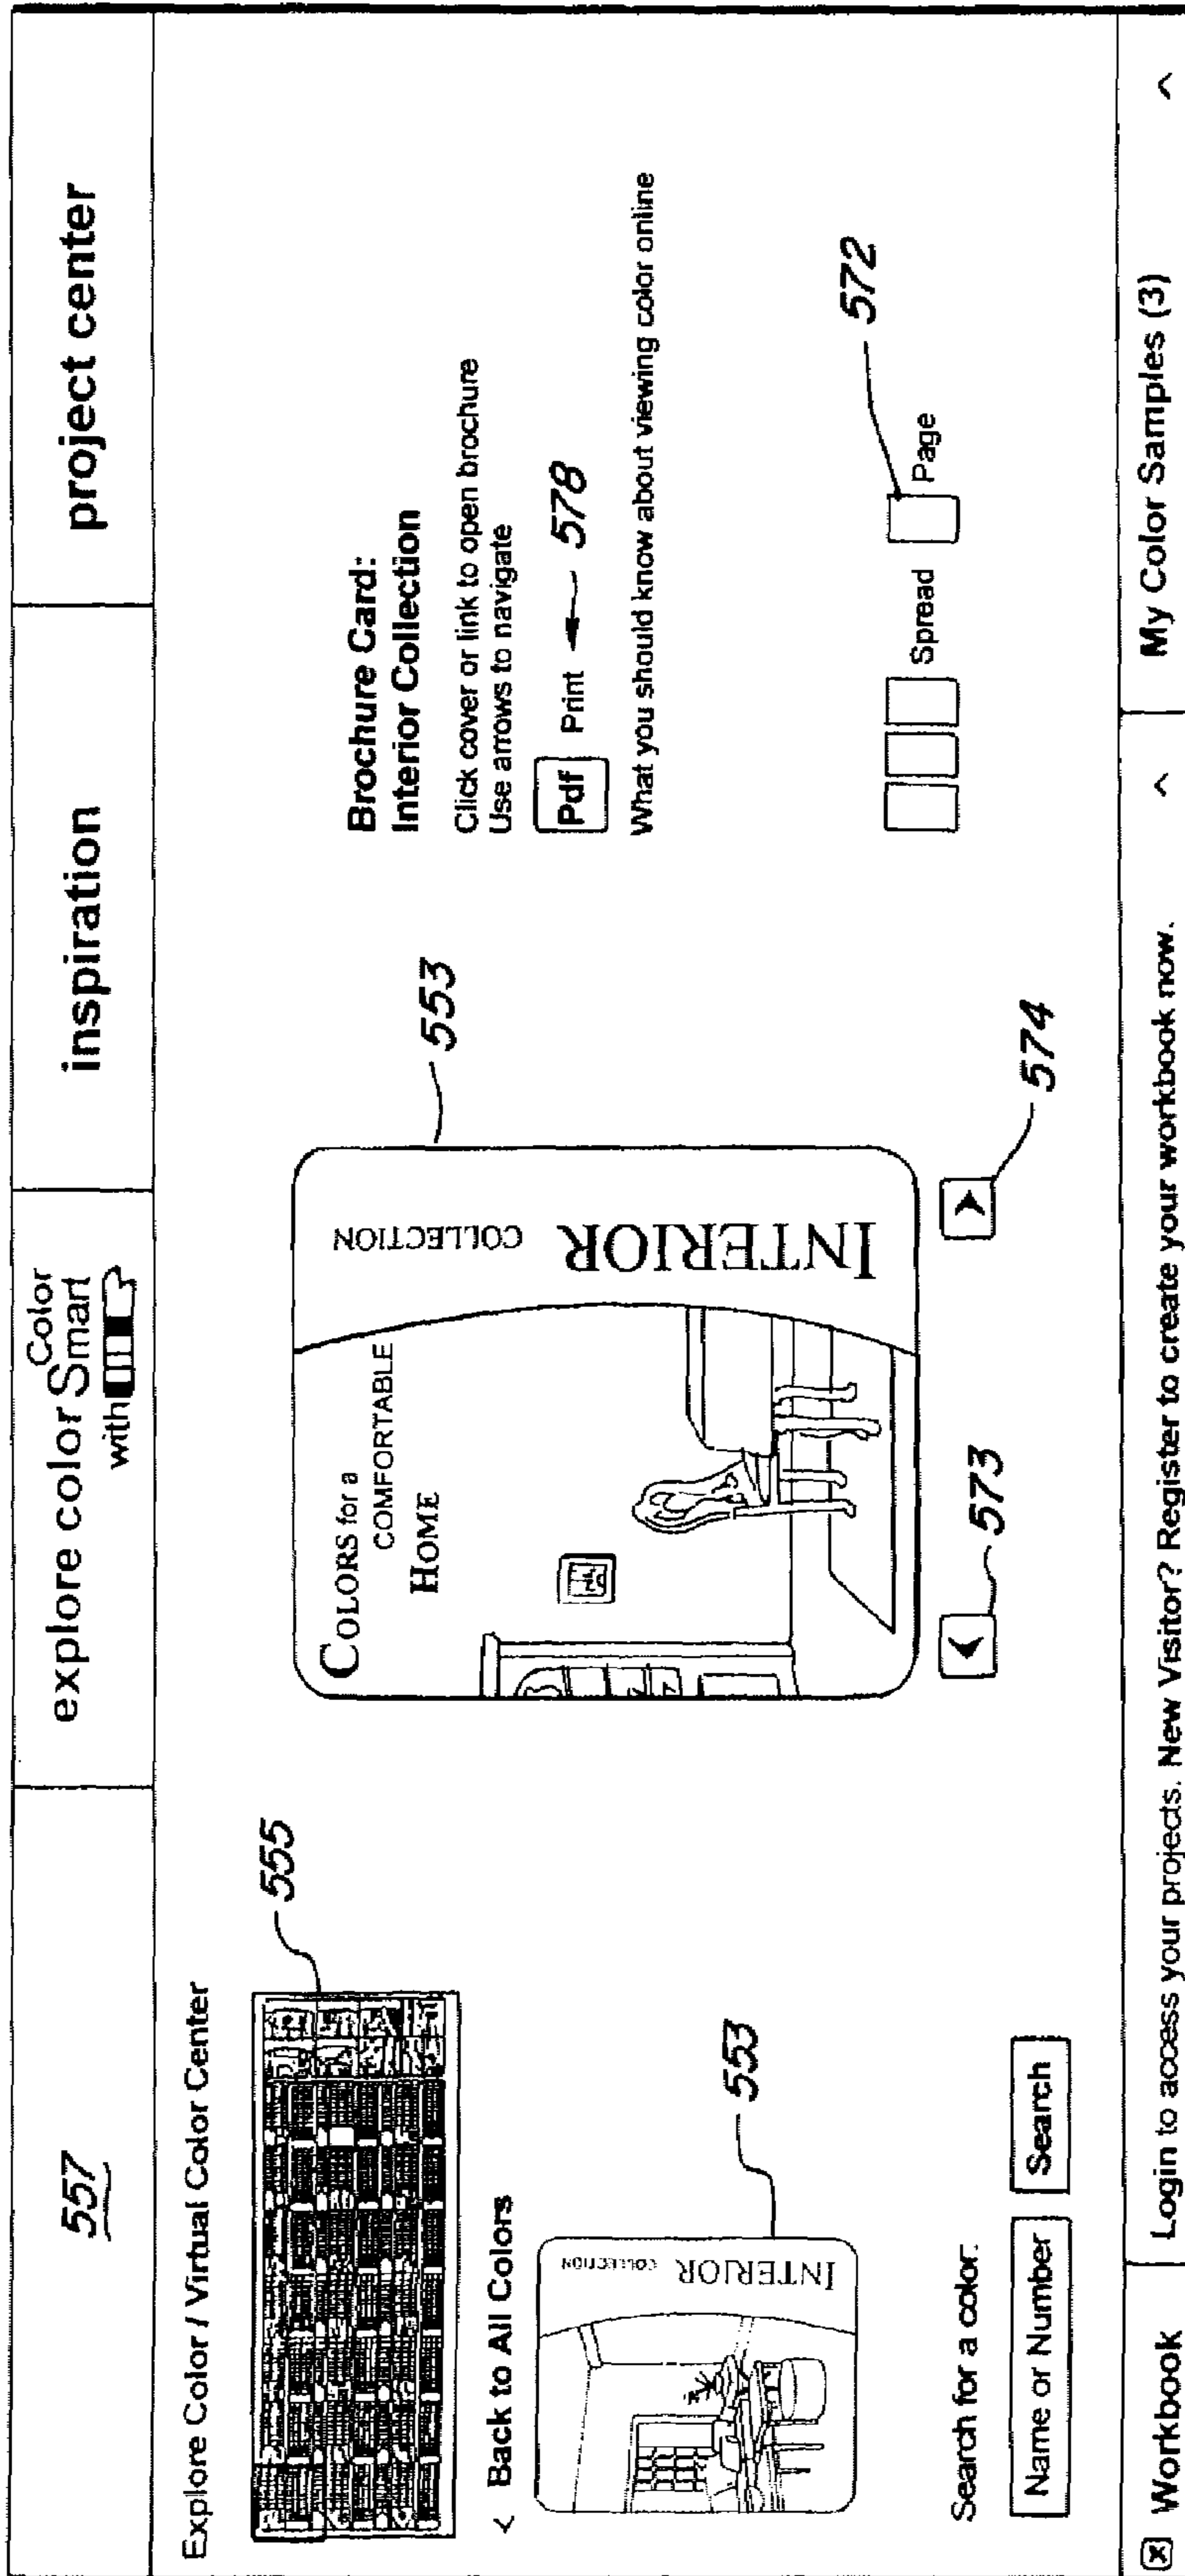 557
explore color
Color
Smart
with
inspiration
project center
Explore Color / Virtual Color Center
555
< Back to All Colors
INTERIOR
COLLECTION
553
Search for a color:
Name or Number
Search
COLORS for a
COMFORTABLE
HOME
INTERIOR
COLLECTION
553
573
574
Brochure Card:
Interior Collection
Click cover or link to open brochure
Use arrows to navigate
Pdf Print 578
What you should know about viewing color online
Spread
Page
572
Workbook
Login to access your projects. New Visitor? Register to create your workbook now. ^
My Color Samples (3) ^